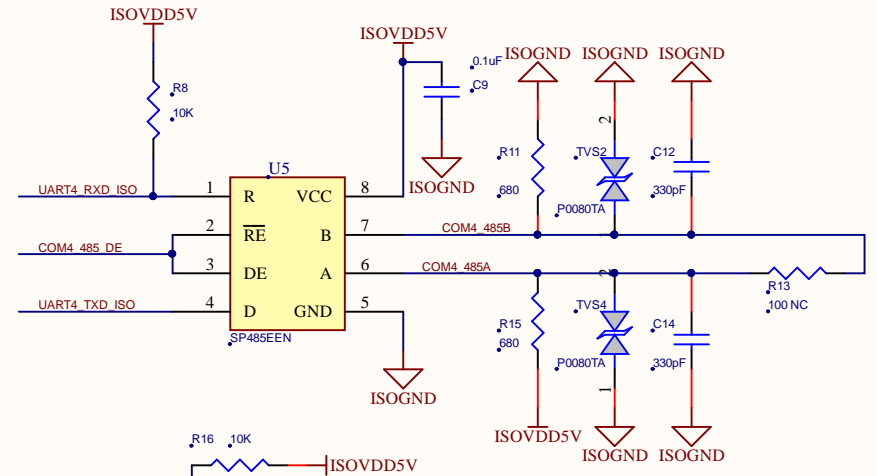 ISOVDD5V
ISOVDD5V
ISOGND
ISOGND
ISOGND
R8
10K
0.1uF
C9
ISOGND
2
R11
680
TVS2
P0080TA
C12
330pF
U5
UART4_RXD_ISO
1
R
VCC
8
2
RE
B
7
COM4_485B
COM4_485_DE
3
DE
A
6
COM4_485A
UART4_TXD_ISO
4
D
GND
5
SP485EEN
R13
100 NC
2
R15
680
TVS4
P0080TA
1
C14
330pF
ISOGND
ISOVDD5V
ISOGND
ISOGND
R16
10K
ISOVDD5V